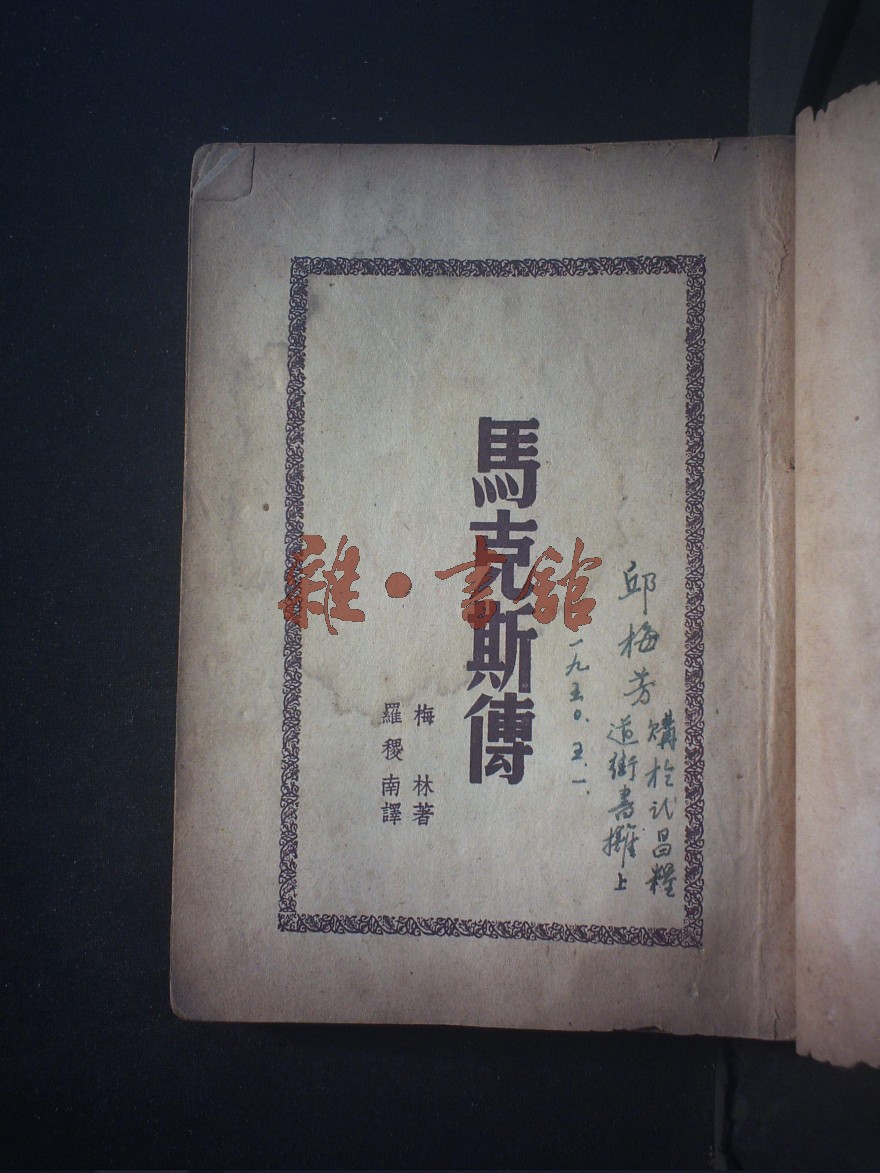 邱梅芳
購於武昌糧
道街書攤上
一九五〇.五.一.
馬克斯傳
梅林著
羅稷南譯
雜·書館